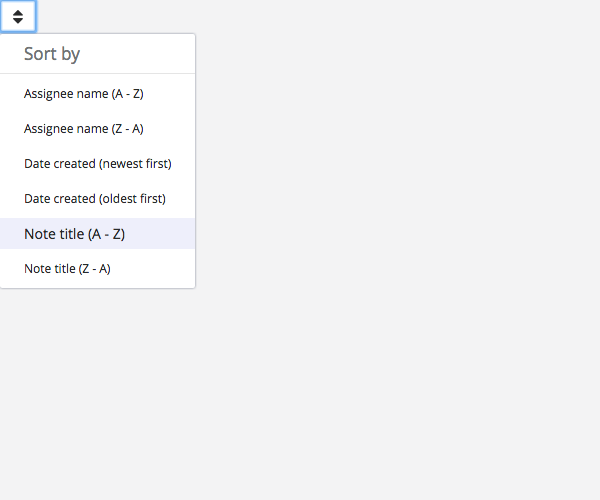 Sort by
Assignee name (A - Z)
Assignee name (Z - A)
Date created (newest first)
Date created (oldest first)
Note title (A - Z)
Note title (Z - A)